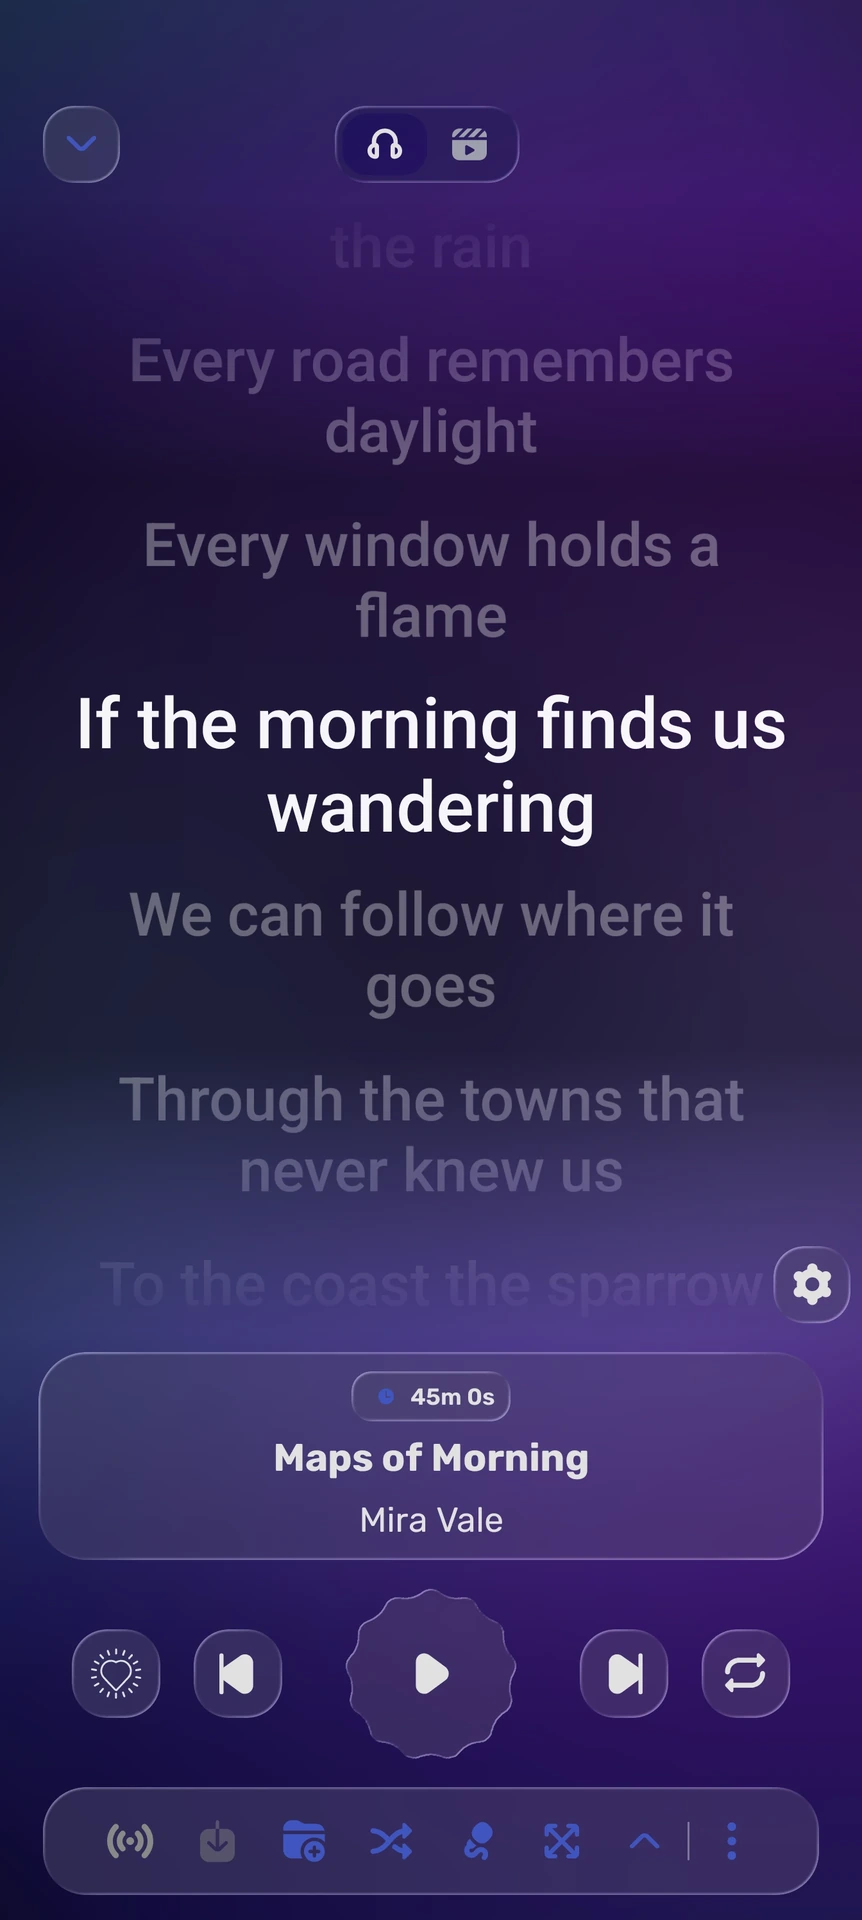 the rain
Every road remembers
daylight
Every window holds a
flame
If the morning finds us
wandering
We can follow where it
goes
Through the towns that
never knew us
To the coast the sparrow
45m 0s
Maps of Morning
Mira Vale